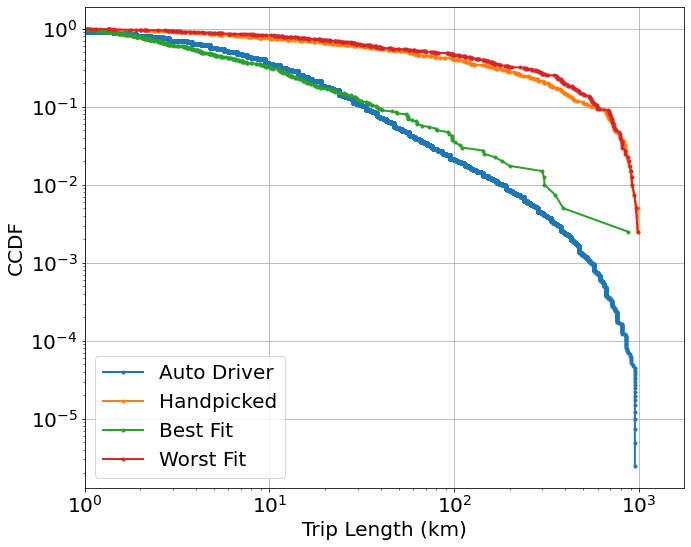 CCDF
10⁰
10⁻¹
10⁻²
10⁻³
10⁻⁴
10⁻⁵
Auto Driver
Handpicked
Best Fit
Worst Fit
10⁰ 10¹ 10² 10³
Trip Length (km)